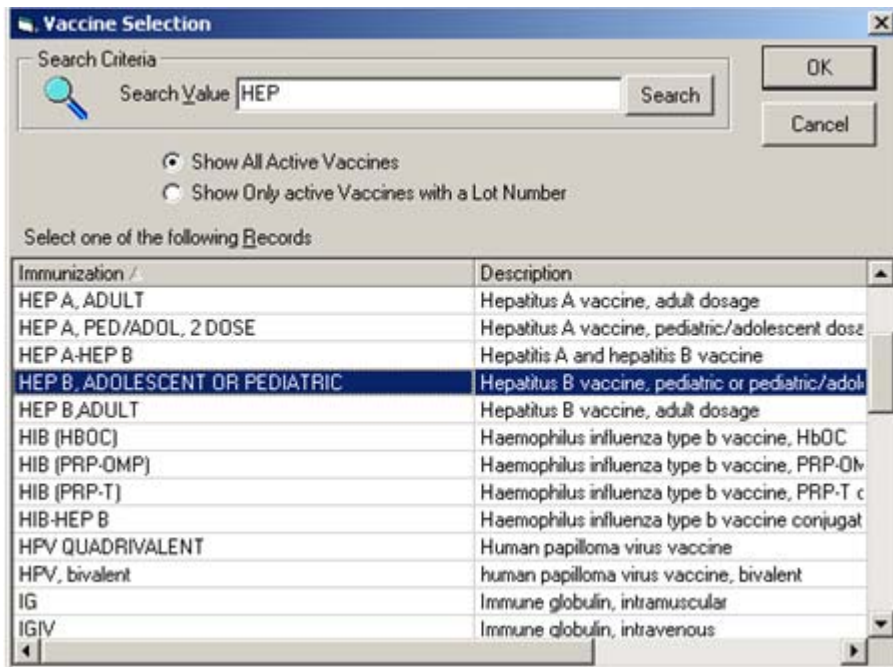 Vaccine Selection
Search Criteria
Search Value HEP Search
OK
Cancel
Show All Active Vaccines
Show Only active Vaccines with a Lot Number
Select one of the following Records
Immunization Description
HEP A, ADULT Hepatitus A vaccine, adult dosage
HEP A, PED/ADOL, 2 DOSE Hepatitus A vaccine, pediatric/adolescent dosa
HEP A-HEP B Hepatitis A and hepatitis B vaccine
HEP B, ADOLESCENT OR PEDIATRIC Hepatitus B vaccine, pediatric or pediatric/adol
HEP B,ADULT Hepatitus B vaccine, adult dosage
HIB (HBOC) Haemophilus influenza type b vaccine, HbOC
HIB (PRP-OMP) Haemophilus influenza type b vaccine, PRP-OM
HIB (PRP-T) Haemophilus influenza type b vaccine, PRP-T c
HIB-HEP B Haemophilus influenza type b vaccine conjugat
HPV QUADRIVALENT Human papilloma virus vaccine
HPV, bivalent human papilloma virus vaccine, bivalent
IG Immune globulin, intramuscular
IGIV Immune globulin, intravenous